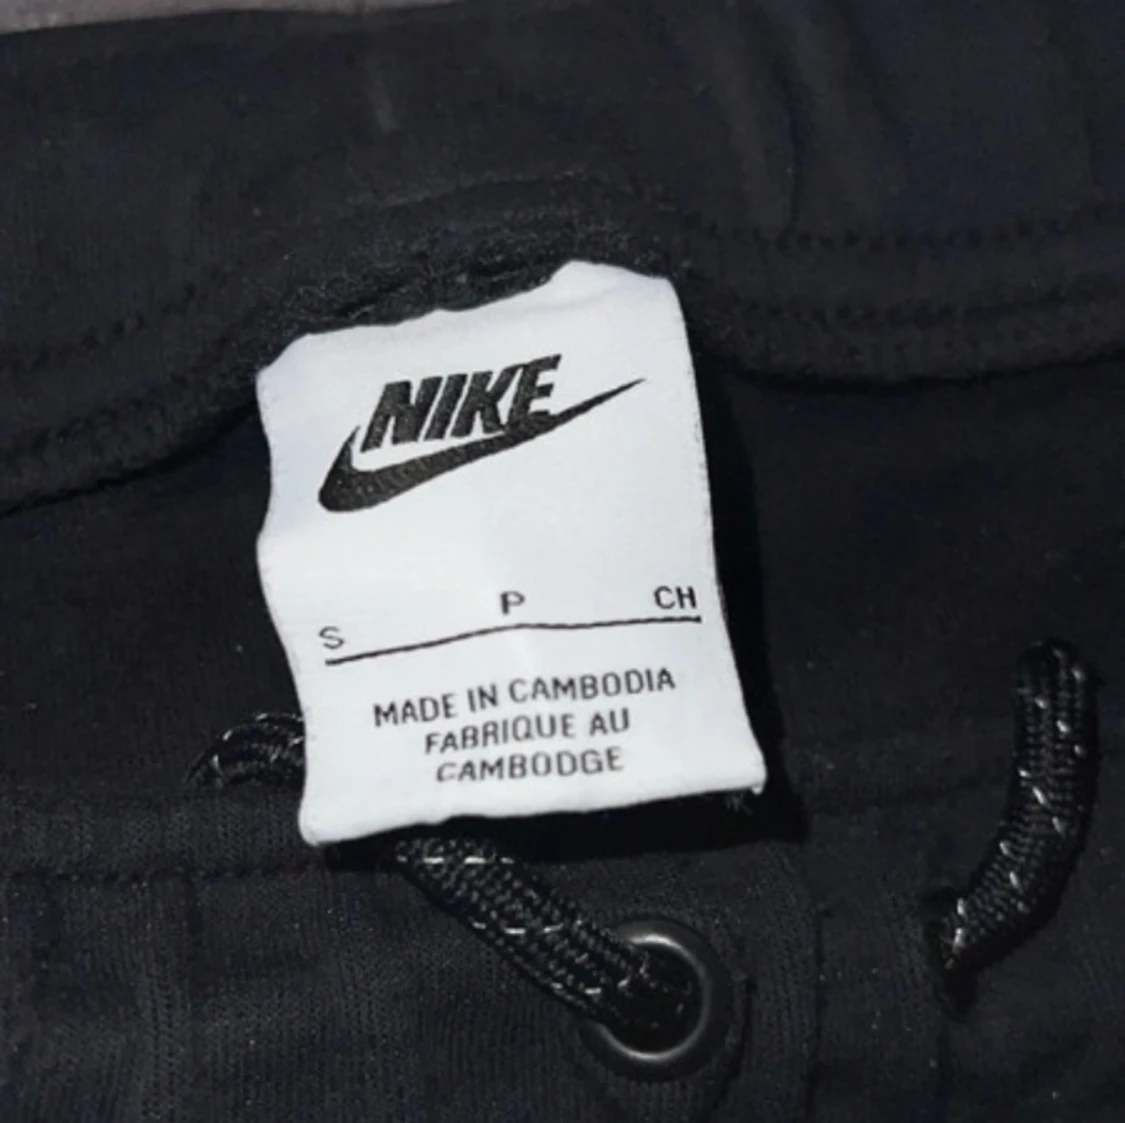 NIKE
S P CH
MADE IN CAMBODIA
FABRIQUE AU
CAMBODGE